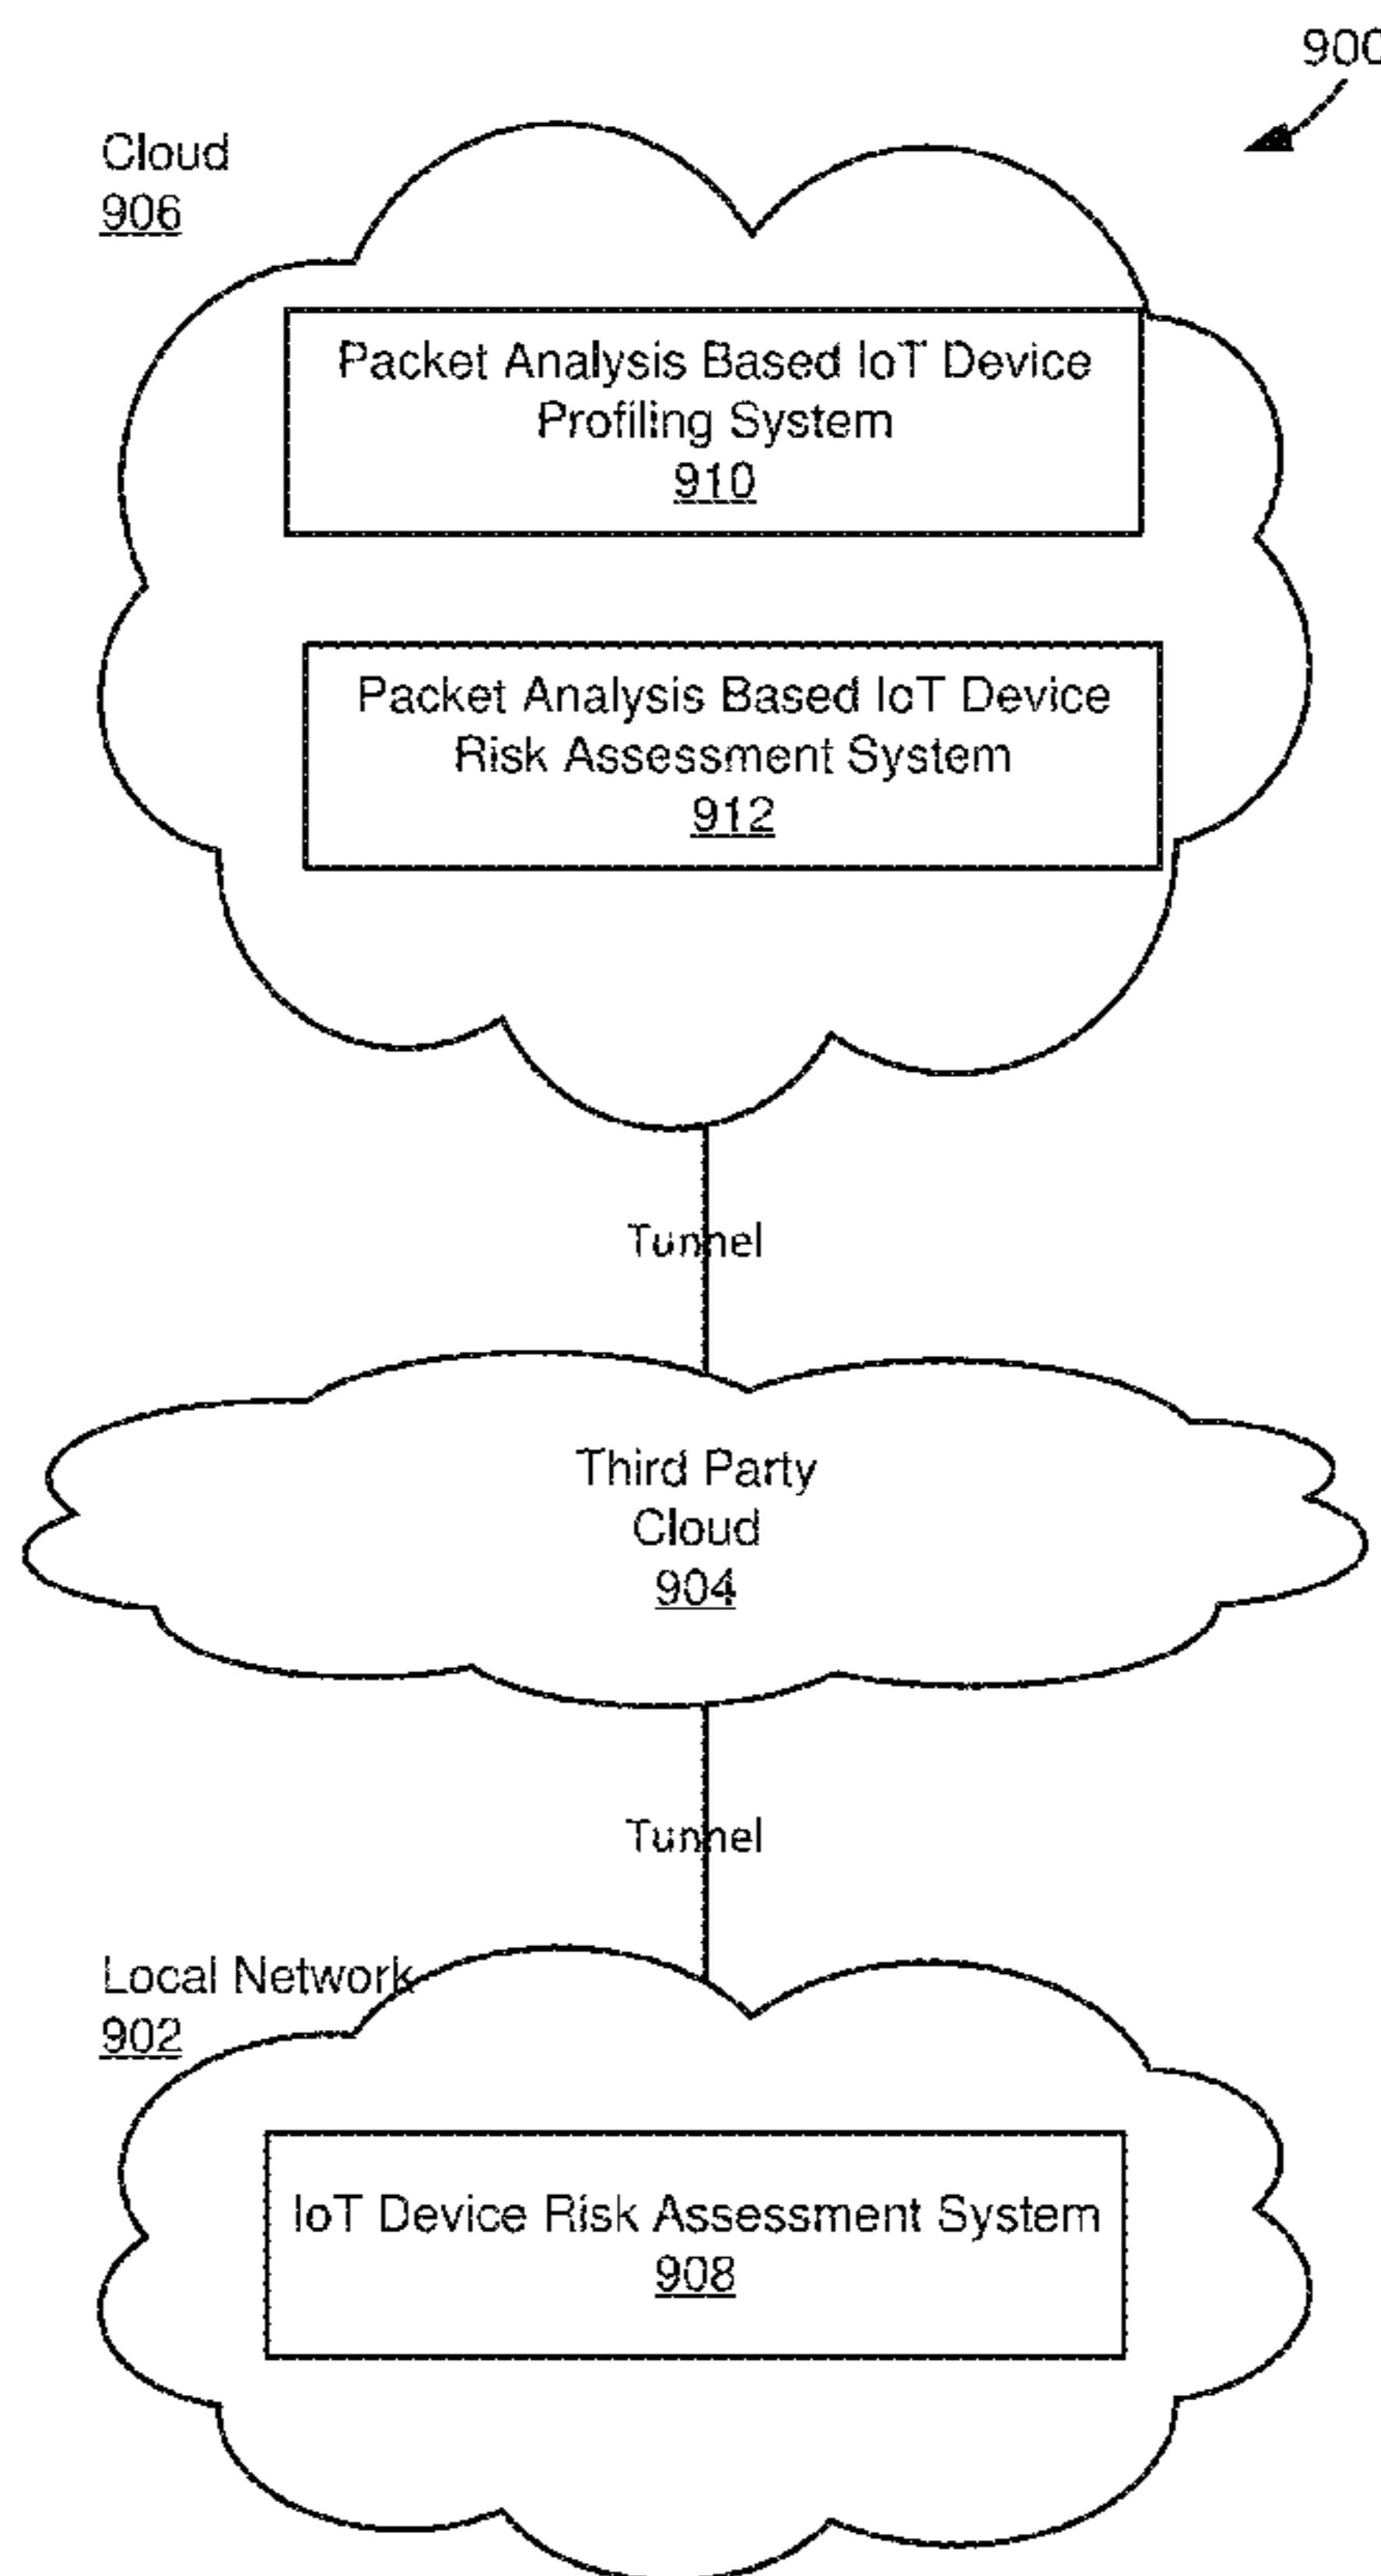 900
Cloud
906
Packet Analysis Based IoT Device
Profiling System
910
Packet Analysis Based IoT Device
Risk Assessment System
912
Tunnel
Third Party
Cloud
904
Tunnel
Local Network
902
IoT Device Risk Assessment System
908